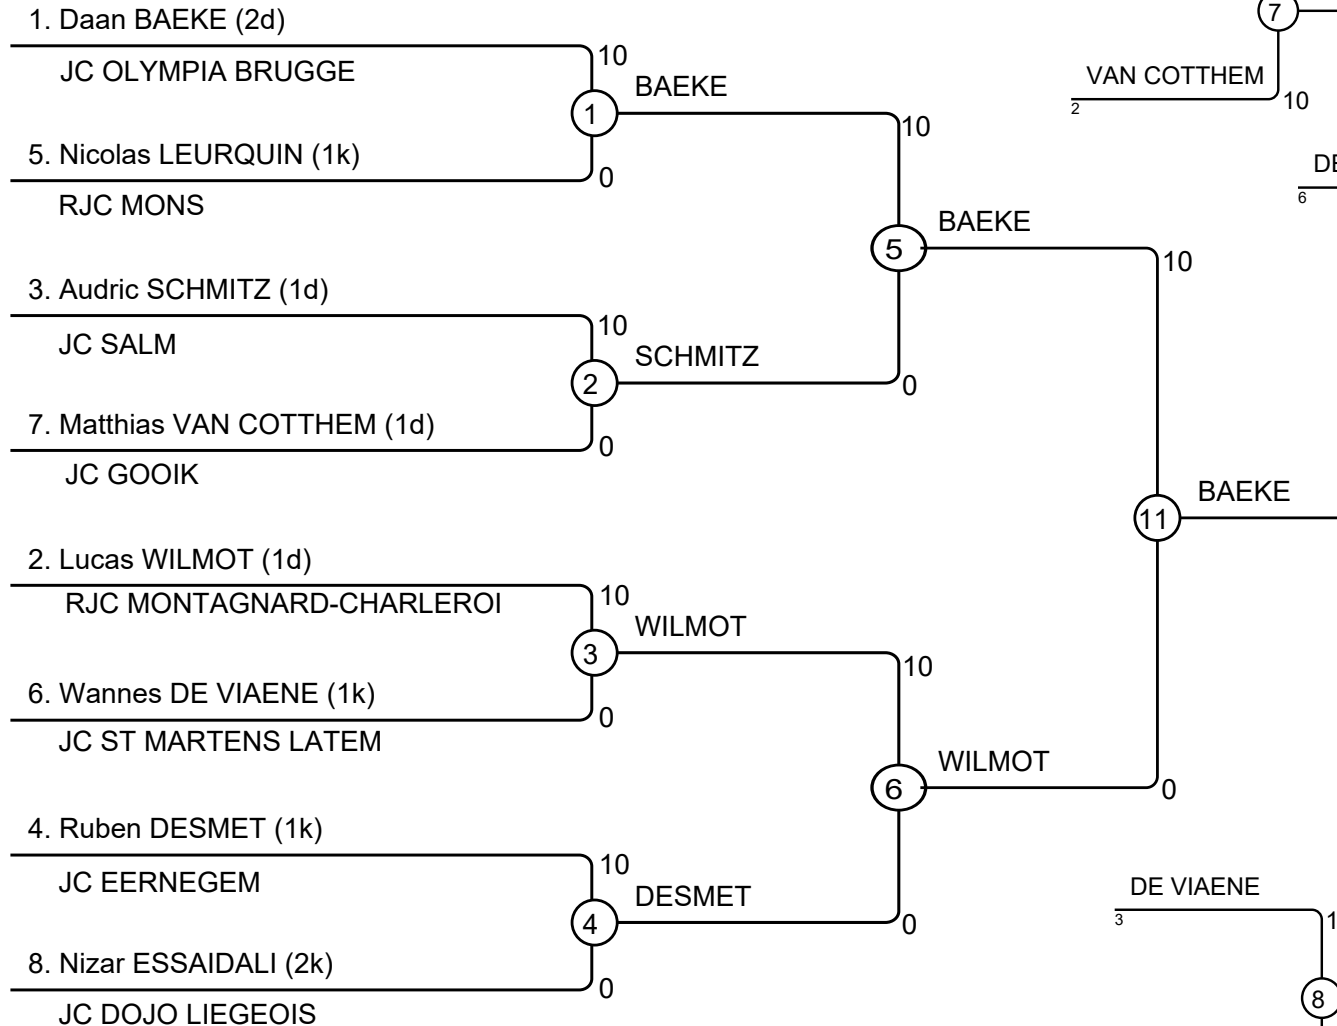 1. Daan BAEKE (2d)
10
JC OLYMPIA BRUGGE
1
BAEKE
5. Nicolas LEURQUIN (1k)
0
RJC MONS
10
5
BAEKE
3. Audric SCHMITZ (1d)
10
JC SALM
2
SCHMITZ
0
7. Matthias VAN COTTHEM (1d)
0
JC GOOIK
10
11
BAEKE
2. Lucas WILMOT (1d)
10
RJC MONTAGNARD-CHARLEROI
3
WILMOT
6. Wannes DE VIAENE (1k)
0
JC ST MARTENS LATEM
10
6
WILMOT
0
4. Ruben DESMET (1k)
10
JC EERNEGEM
4
DESMET
0
8. Nizar ESSAIDALI (2k)
0
JC DOJO LIEGEOIS
7
VAN COTTHEM
2
10
DE
6
DE VIAENE
3
1
8